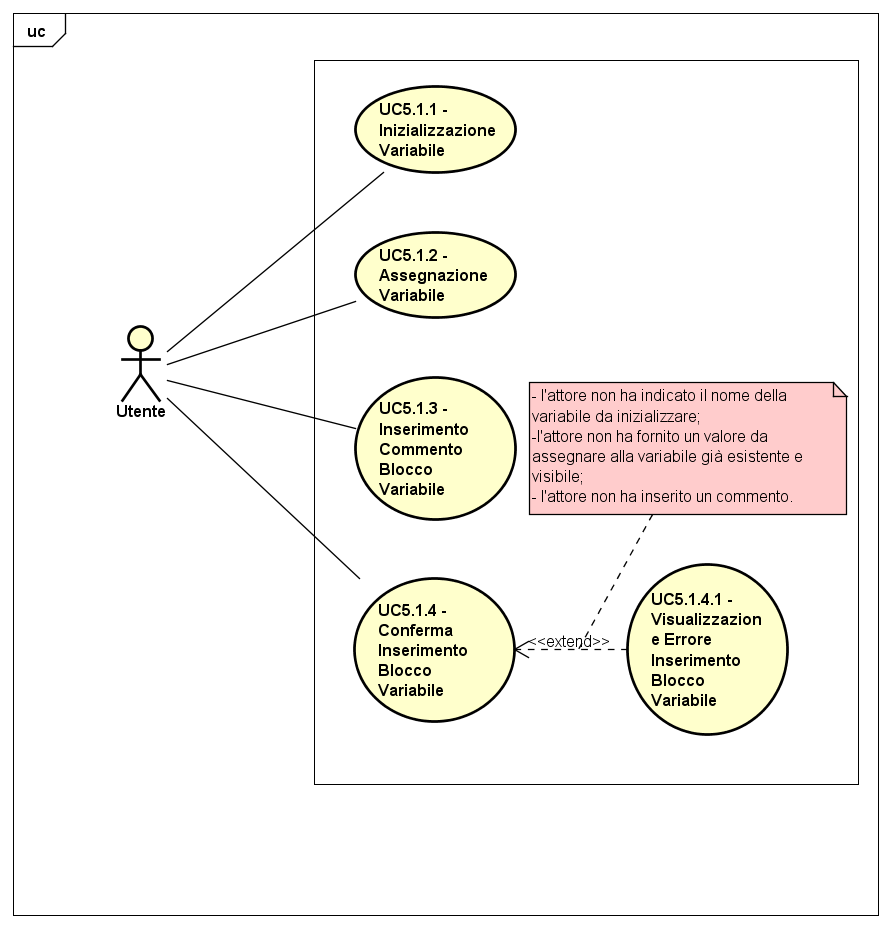 uc
UC5.1.1 -
Inizializzazione
Variabile
UC5.1.2 -
Assegnazione
Variabile
Utente
UC5.1.3 -
Inserimento
Commento
Blocco
Variabile
- l'attore non ha indicato il nome della
variabile da inizializzare;
-l'attore non ha fornito un valore da
assegnare alla variabile già esistente e
visibile;
- l'attore non ha inserito un commento.
UC5.1.4 -
Conferma
Inserimento
Blocco
Variabile
<<extend>>
UC5.1.4.1 -
Visualizzazion
e Errore
Inserimento
Blocco
Variabile